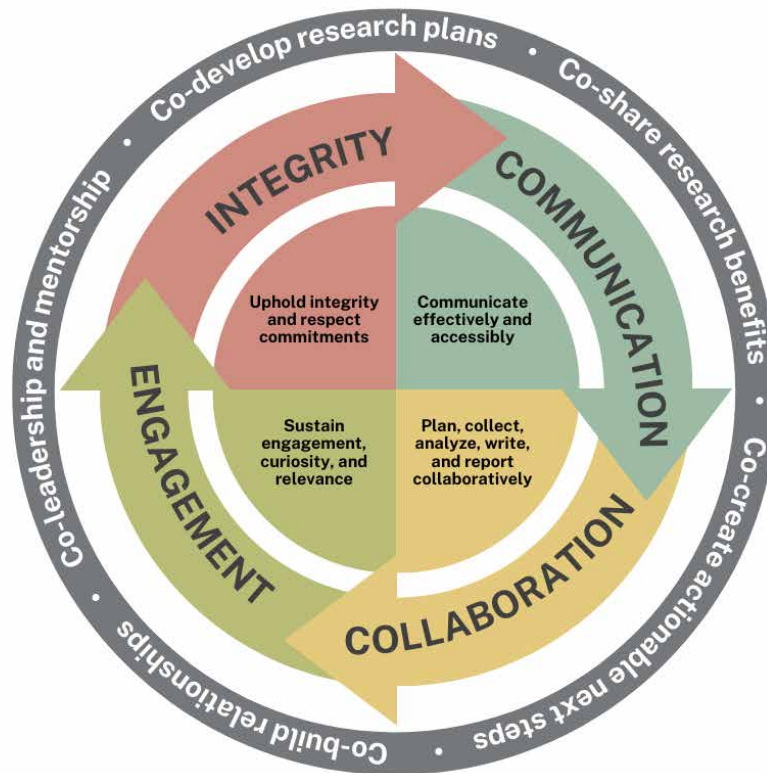 Co-develop research plans
•
Co-share research benefits
•
Co-create actionable next steps
•
Co-build relationships
•
Co-leadership and mentorship
•
INTEGRITY
COMMUNICATION
COLLABORATION
ENGAGEMENT
Uphold integrity
and respect
commitments
Communicate
effectively and
accessibly
Sustain
engagement,
curiosity, and
relevance
Plan, collect,
analyze, write,
and report
collaboratively